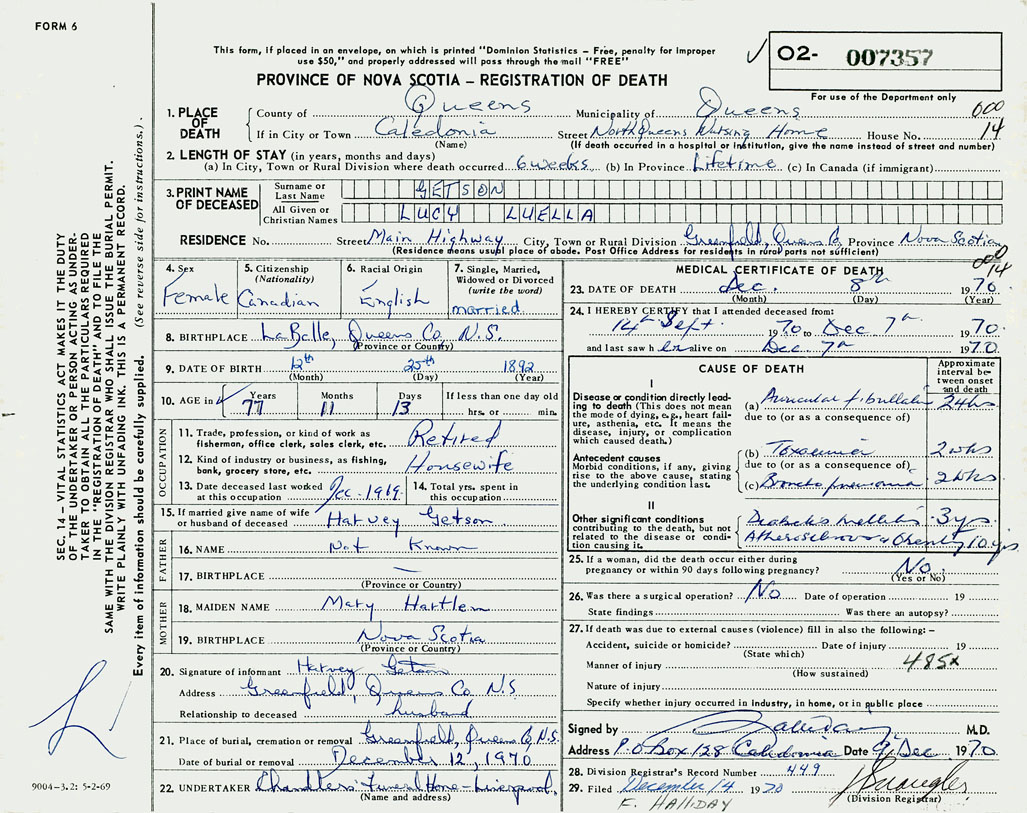 FORM 6
This form, if placed in an envelope, on which is printed "Dominion Statistics – Free, penalty for improper
use $50," and properly addressed will pass through the mail "FREE"
✓ O2- 007357
For use of the Department only
PROVINCE OF NOVA SCOTIA – REGISTRATION OF DEATH
1. PLACE OF DEATH
County of Queens Municipality of Queens 000
If in City or Town Caledonia Street North Queens Nursing Home House No. 14
(Name) (If death occurred in a hospital or institution, give the name instead of street and number)
2. LENGTH OF STAY (in years, months and days)
(a) In City, Town or Rural Division where death occurred 6 weeks (b) In Province Lifetime (c) In Canada (if immigrant)
3. PRINT NAME OF DECEASED
Surname or Last Name GETSON
All Given or Christian Names LUCY LUELLA
RESIDENCE No. Street Main Highway City, Town or Rural Division Greenfield, Queens Co. Province Nova Scotian
(Residence means usual place of abode. Post Office Address for residents in rural parts not sufficient)
000
14
4. Sex
Female
5. Citizenship
(Nationality)
Canadian
6. Racial Origin
English
7. Single, Married,
Widowed or Divorced
(write the word)
married
8. BIRTHPLACE LaBelle, Queens Co. N.S.
(Province or Country)
9. DATE OF BIRTH 12th 25th 1892
(Month) (Day) (Year)
10. AGE in Years Months Days If less than one day old
77 11 13 hrs. or min.
OCCUPATION
11. Trade, profession, or kind of work as
fisherman, office clerk, sales clerk, etc. Retired
12. Kind of industry or business, as fishing,
bank, grocery store, etc. Housewife
13. Date deceased last worked
at this occupation Dec. 1969
14. Total yrs. spent in
this occupation
15. If married give name of wife
or husband of deceased Harvey Getson
FATHER
16. NAME Not Known
17. BIRTHPLACE —
(Province or Country)
MOTHER
18. MAIDEN NAME Mary Hartlen
19. BIRTHPLACE Nova Scotia
(Province or Country)
20. Signature of informant Harvey Getson
Address Greenfield, Queens Co N.S
Relationship to deceased husband
21. Place of burial, cremation or removal Greenfield, Queens Co, N.S.
Date of burial or removal December 12, 1970
22. UNDERTAKER Chandlers Funeral Home - Liverpool,
(Name and address)
MEDICAL CERTIFICATE OF DEATH
23. DATE OF DEATH Dec. 8th 1970
(Month) (Day) (Year)
24. I HEREBY CERTIFY that I attended deceased from:
14th Sept 1970 to Dec 7th 1970.
and last saw her alive on Dec 7th 1970.
CAUSE OF DEATH
Approximate
interval between
onset
and death
I
Disease or condition directly leading
to death (This does not
mean the mode of dying, e.g., heart failure,
asthenia, etc. It means the
disease, injury, or complication
which caused death.)
(a) Auricular fibrillation 24hrs
due to (or as a consequence of)
Antecedent causes
Morbid conditions, if any, giving
rise to the above cause, stating
the underlying condition last.
(b) Toxaemia 2 wks
due to (or as a consequence of)
(c) Broncho pneumonia 2 wks
II
Other significant conditions
contributing to the death, but not
related to the disease or condition
causing it.
Diabetes mellitus 3 yrs.
Atherosclerosis & Obesity 10 yrs
25. If a woman, did the death occur either during
pregnancy or within 90 days following pregnancy? No
(Yes or No)
26. Was there a surgical operation? No Date of operation 19
State findings Was there an autopsy?
27. If death was due to external causes (violence) fill in also the following: –
Accident, suicide or homicide? Date of injury 19
(State which) 485x
Manner of injury
(How sustained)
Nature of injury
Specify whether injury occurred in industry, in home, or in public place
Signed by M.D.
Address P.O Box 128 Caledonia Date 9, Dec 1970
28. Division Registrar's Record Number 449
29. Filed December 14 1970
(Division Registrar)
F. HALLIDAY
SEC. 14 – VITAL STATISTICS ACT MAKES IT THE DUTY
OF THE UNDERTAKER OR PERSON ACTING AS UNDERTAKER
TO OBTAIN ALL THE PARTICULARS REQUIRED
IN THE "REGISTRATION OF DEATH" AND TO FILE THE
SAME WITH THE DIVISION REGISTRAR WHO SHALL ISSUE THE BURIAL PERMIT.
WRITE PLAINLY WITH UNFADING INK. THIS IS A PERMANENT RECORD.
Every item of information should be carefully supplied. (See reverse side for instructions.)
9004-3.2: 5-2-69